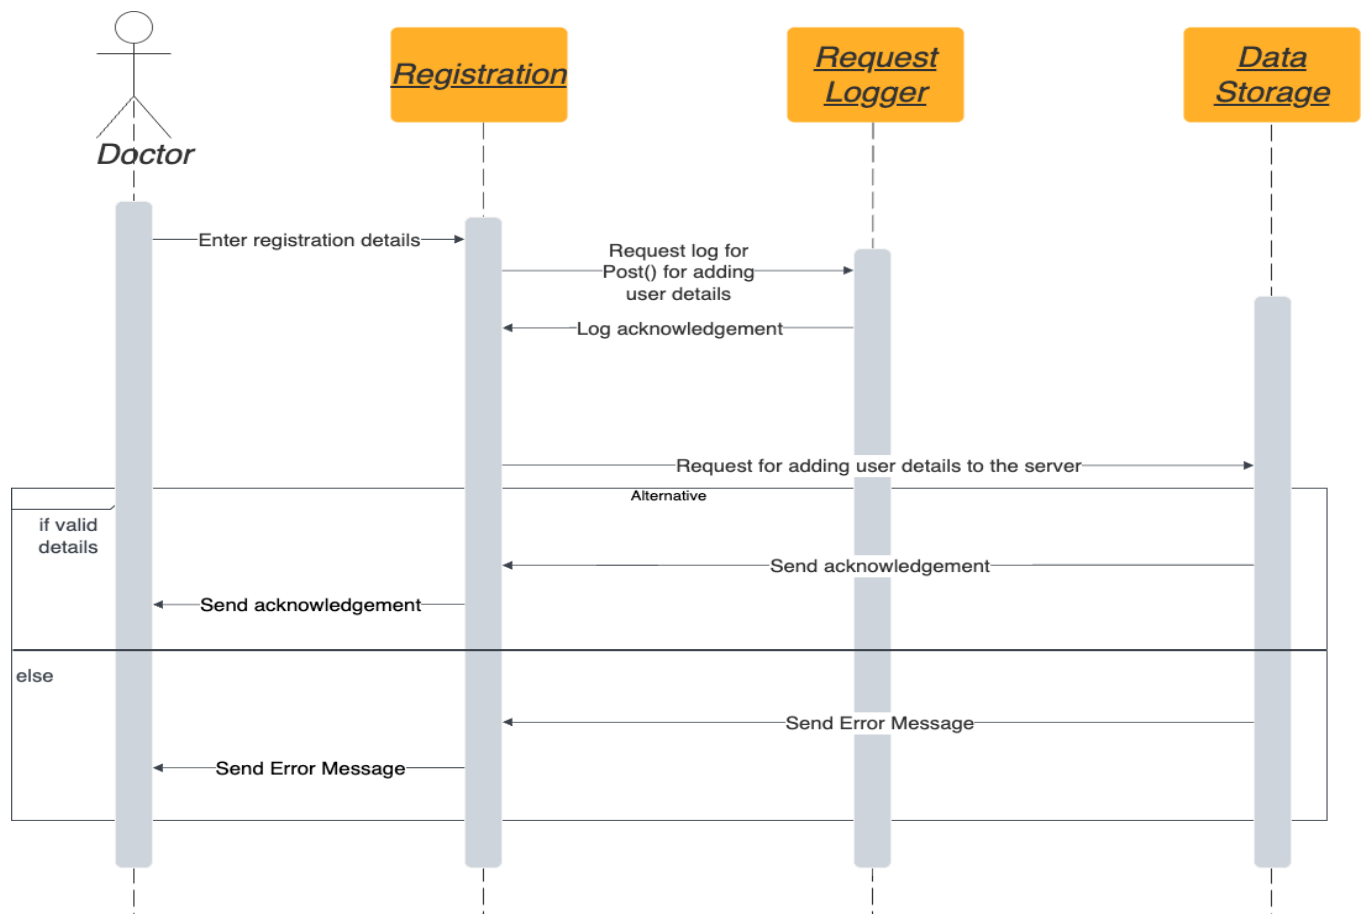 Doctor
Registration
Request
Logger
Data
Storage
Enter registration details
Request log for
Post() for adding
user details
Log acknowledgement
Request for adding user details to the server
Alternative
if valid
details
Send acknowledgement
Send acknowledgement
else
Send Error Message
Send Error Message